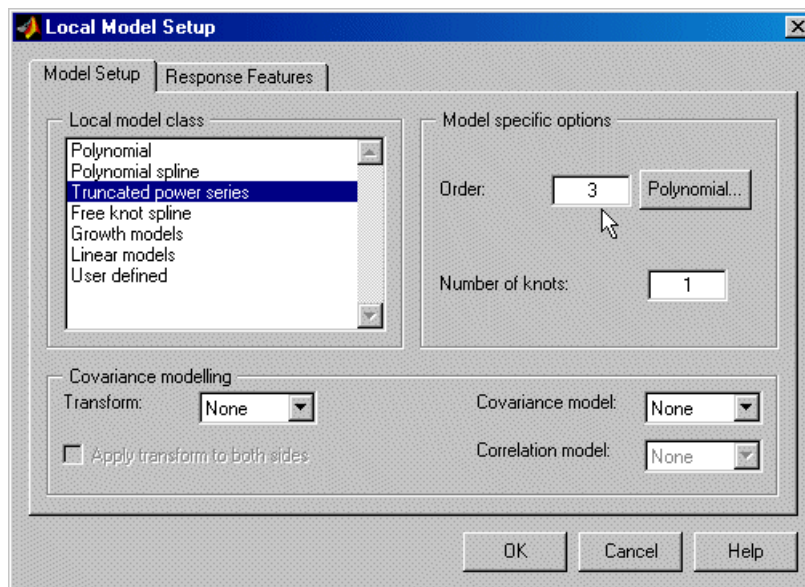 Local Model Setup
Model Setup
Response Features
Local model class
Polynomial
Polynomial spline
Truncated power series
Free knot spline
Growth models
Linear models
User defined
Model specific options
Order:
3
Polynomial...
Number of knots:
1
Covariance modelling
Transform:
None
Apply transform to both sides
Covariance model:
None
Correlation model:
None
OK
Cancel
Help